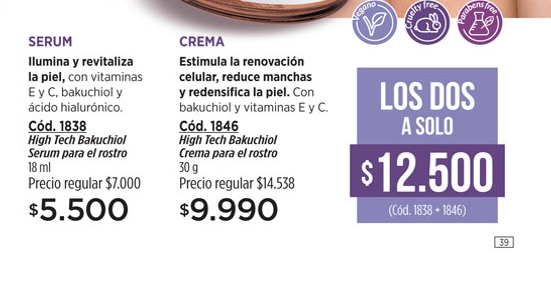 Vegano
Cruelty free
Parabens free
SERUM
Ilumina y revitaliza
la piel, con vitaminas
E y C, bakuchiol y
ácido hialurónico.
Cód. 1838
High Tech Bakuchiol
Serum para el rostro
18 ml
Precio regular $7.000
$5.500
CREMA
Estimula la renovación
celular, reduce manchas
y redensifica la piel. Con
bakuchiol y vitaminas E y C.
Cód. 1846
High Tech Bakuchiol
Crema para el rostro
30 g
Precio regular $14.538
$9.990
LOS DOS
A SOLO
$12.500
(Cód. 1838 + 1846)
39